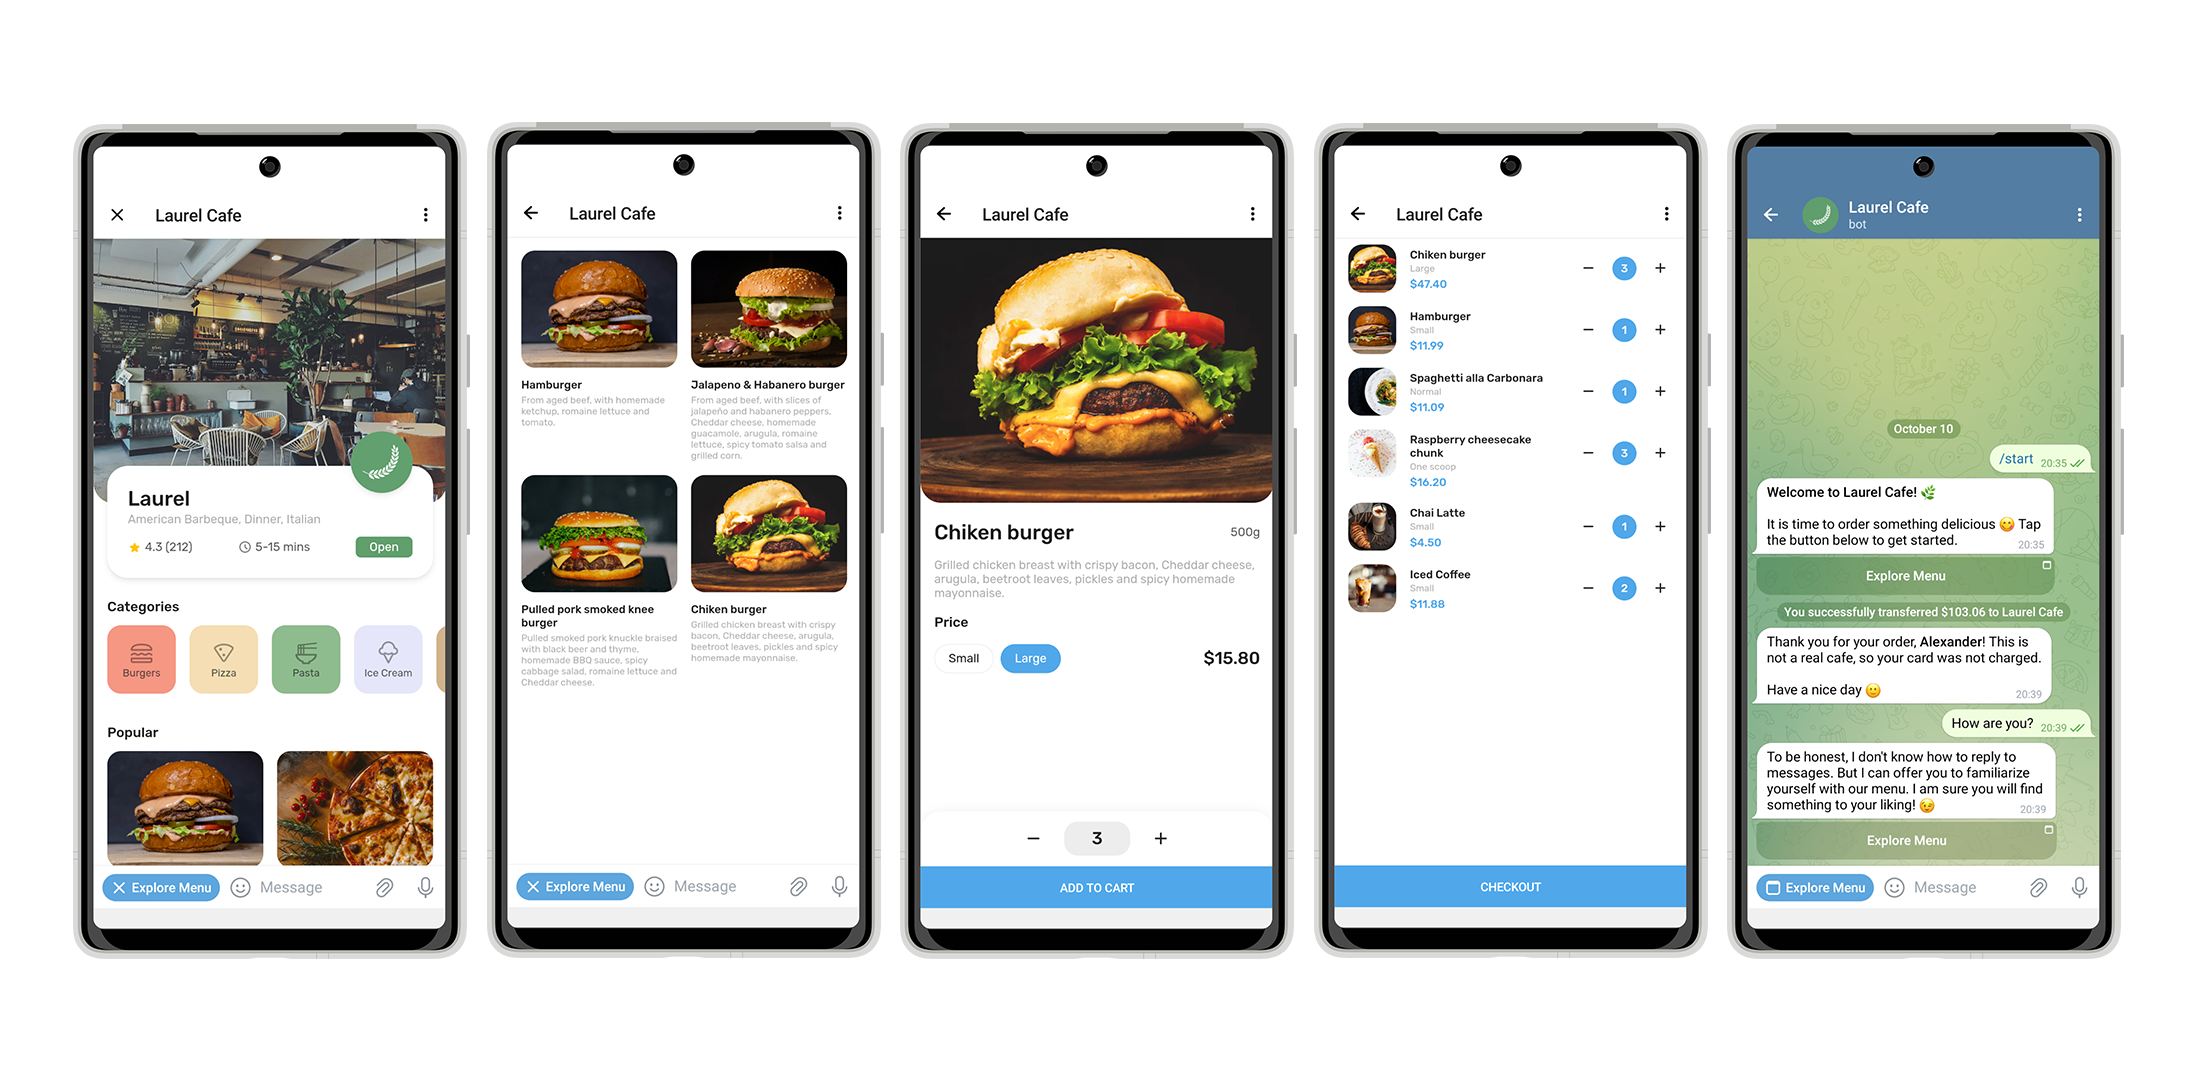 Laurel Cafe
Laurel
American Barbeque, Dinner, Italian
4.3 (212)
5-15 mins
Open
Categories
Burgers
Pizza
Pasta
Ice Cream
Popular
Explore Menu
Message
Laurel Cafe
Hamburger
From aged beef, with homemade
ketchup, romaine lettuce and
tomato.
Jalapeno & Habanero burger
From aged beef, with slices of
jalapeño and habanero peppers,
Cheddar cheese, homemade
guacamole, arugula, romaine
lettuce, spicy tomato salsa and
grilled corn.
Pulled pork smoked knee
burger
Pulled smoked pork knuckle braised
with black beer and thyme,
homemade BBQ sauce, spicy
cabbage salad, romaine lettuce and
Cheddar cheese.
Chiken burger
Grilled chicken breast with crispy
bacon, Cheddar cheese, arugula,
beetroot leaves, pickles and spicy
homemade mayonnaise.
Explore Menu
Message
Laurel Cafe
Chiken burger
500g
Grilled chicken breast with crispy bacon, Cheddar cheese,
arugula, beetroot leaves, pickles and spicy homemade
mayonnaise.
Price
Small
Large
$15.80
3
ADD TO CART
Laurel Cafe
Chiken burger
Large
$47.40
3
Hamburger
Small
$11.99
1
Spaghetti alla Carbonara
Normal
$11.09
1
Raspberry cheesecake
chunk
One scoop
$16.20
3
Chai Latte
Small
$4.50
1
Iced Coffee
Small
$11.88
2
CHECKOUT
Laurel Cafe
bot
October 10
/start 20:35
Welcome to Laurel Cafe! 🌿
It is time to order something delicious 😋 Tap
the button below to get started. 20:35
Explore Menu
You successfully transferred $103.06 to Laurel Cafe
Thank you for your order, Alexander! This is
not a real cafe, so your card was not charged.
Have a nice day 🙂 20:39
How are you? 20:39
To be honest, I don't know how to reply to
messages. But I can offer you to familiarize
yourself with our menu. I am sure you will find
something to your liking! 😉 20:39
Explore Menu
Explore Menu
Message